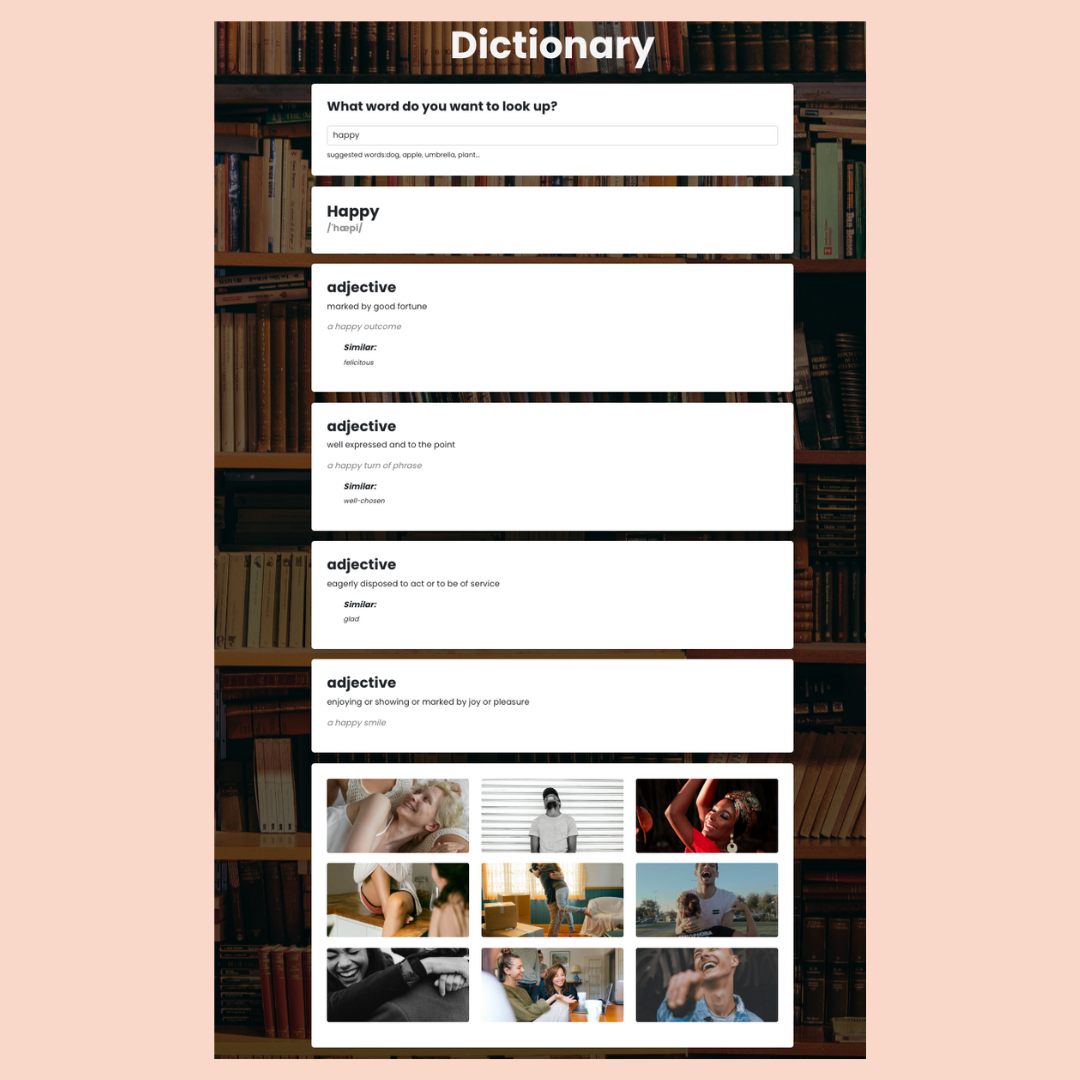 Dictionary
What word do you want to look up?
happy
suggested words:dog, apple, umbrella, plant...
Happy
/ˈhæpi/
adjective
marked by good fortune
a happy outcome
Similar:
felicitous
adjective
well expressed and to the point
a happy turn of phrase
Similar:
well-chosen
adjective
eagerly disposed to act or to be of service
Similar:
glad
adjective
enjoying or showing or marked by joy or pleasure
a happy smile